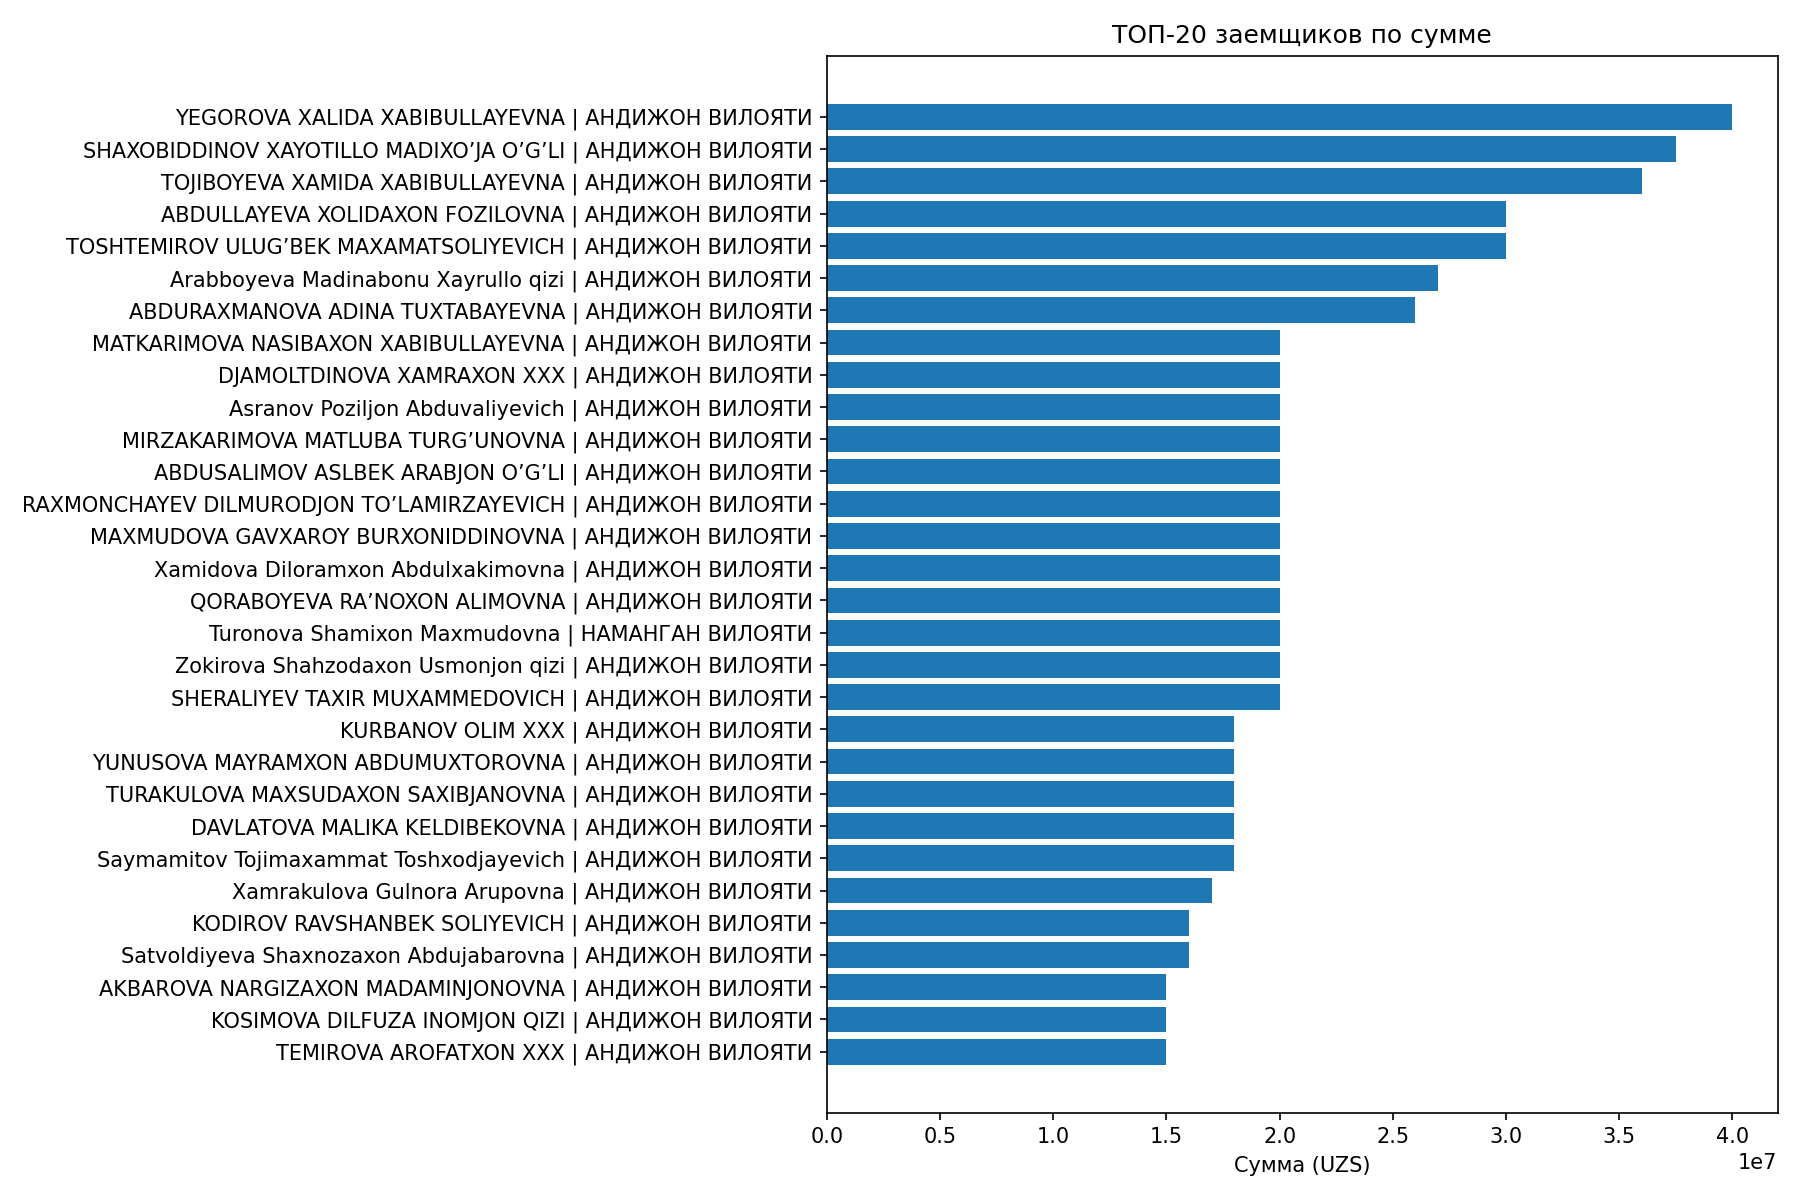 ТОП-20 заемщиков по сумме
YEGOROVA XALIDA XABIBULLAYEVNA | АНДИЖОН ВИЛОЯТИ
SHAXOBIDDINOV XAYOTILLO MADIXO’JA O’G’LI | АНДИЖОН ВИЛОЯТИ
TOJIBOYEVA XAMIDA XABIBULLAYEVNA | АНДИЖОН ВИЛОЯТИ
ABDULLAYEVA XOLIDAXON FOZILOVNA | АНДИЖОН ВИЛОЯТИ
TOSHTEMIROV ULUG’BEK MAXAMATSOLIYEVICH | АНДИЖОН ВИЛОЯТИ
Arabboyeva Madinabonu Xayrullo qizi | АНДИЖОН ВИЛОЯТИ
ABDURAXMANOVA ADINA TUXTABAYEVNA | АНДИЖОН ВИЛОЯТИ
MATKARIMOVA NASIBAXON XABIBULLAYEVNA | АНДИЖОН ВИЛОЯТИ
DJAMOLTDINOVA XAMRAXON XXX | АНДИЖОН ВИЛОЯТИ
Asranov Poziljon Abduvaliyevich | АНДИЖОН ВИЛОЯТИ
MIRZAKARIMOVA MATLUBA TURG’UNOVNA | АНДИЖОН ВИЛОЯТИ
ABDUSALIMOV ASLBEK ARABJON O’G’LI | АНДИЖОН ВИЛОЯТИ
RAXMONCHAYEV DILMURODJON TO’LAMIRZAYEVICH | АНДИЖОН ВИЛОЯТИ
MAXMUDOVA GAVXAROY BURXONIDDINOVNA | АНДИЖОН ВИЛОЯТИ
Xamidova Diloramxon Abdulxakimovna | АНДИЖОН ВИЛОЯТИ
QORABOYEVA RA’NOXON ALIMOVNA | АНДИЖОН ВИЛОЯТИ
Turonova Shamixon Maxmudovna | НАМАНГАН ВИЛОЯТИ
Zokirova Shahzodaxon Usmonjon qizi | АНДИЖОН ВИЛОЯТИ
SHERALIYEV TAXIR MUXAMMEDOVICH | АНДИЖОН ВИЛОЯТИ
KURBANOV OLIM XXX | АНДИЖОН ВИЛОЯТИ
YUNUSOVA MAYRAMXON ABDUMUXTOROVNA | АНДИЖОН ВИЛОЯТИ
TURAKULOVA MAXSUDAXON SAXIBJANOVNA | АНДИЖОН ВИЛОЯТИ
DAVLATOVA MALIKA KELDIBEKOVNA | АНДИЖОН ВИЛОЯТИ
Saymamitov Tojimaxammat Toshxodjayevich | АНДИЖОН ВИЛОЯТИ
Xamrakulova Gulnora Arupovna | АНДИЖОН ВИЛОЯТИ
KODIROV RAVSHANBEK SOLIYEVICH | АНДИЖОН ВИЛОЯТИ
Satvoldiyeva Shaxnozaxon Abdujabarovna | АНДИЖОН ВИЛОЯТИ
AKBAROVA NARGIZAXON MADAMINJONOVNA | АНДИЖОН ВИЛОЯТИ
KOSIMOVA DILFUZA INOMJON QIZI | АНДИЖОН ВИЛОЯТИ
TEMIROVA AROFATXON XXX | АНДИЖОН ВИЛОЯТИ
0.0 0.5 1.0 1.5 2.0 2.5 3.0 3.5 4.0
1e7
Сумма (UZS)